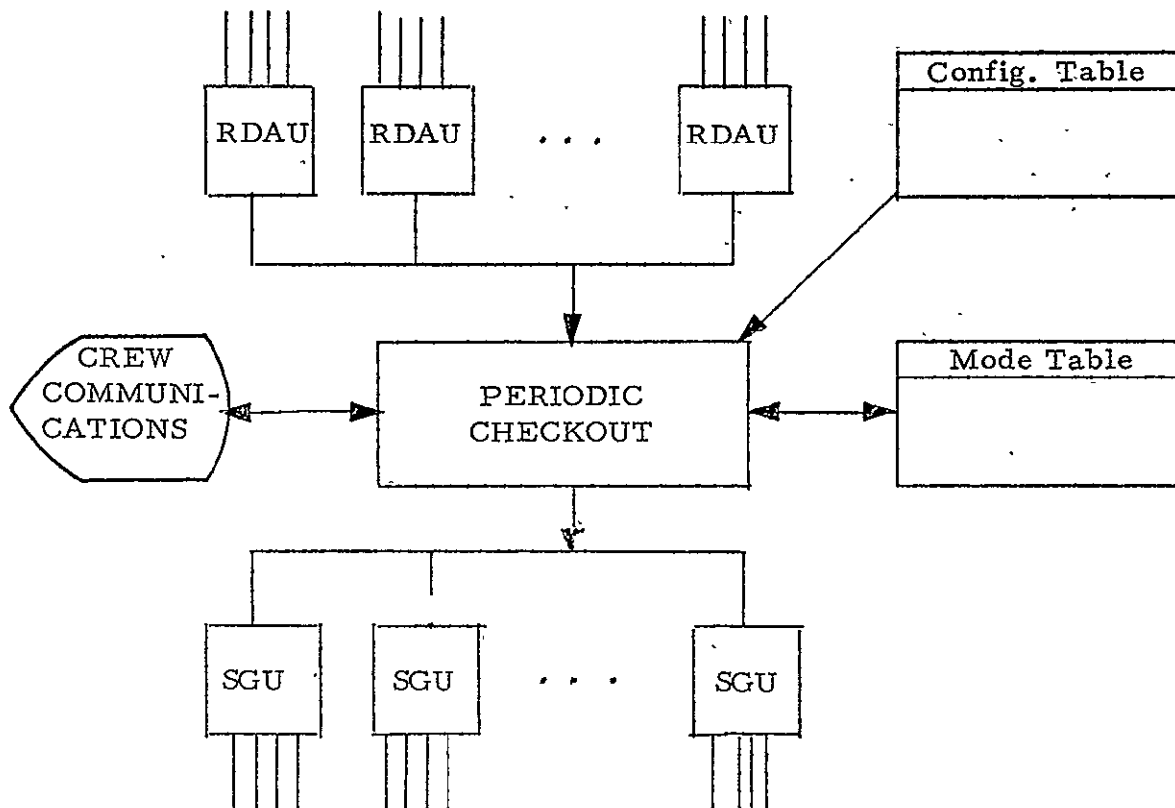 RDAU
RDAU
. . .
RDAU
Config. Table
CREW
COMMUNI-
CATIONS
PERIODIC
CHECKOUT
Mode Table
SGU
SGU
. . .
SGU